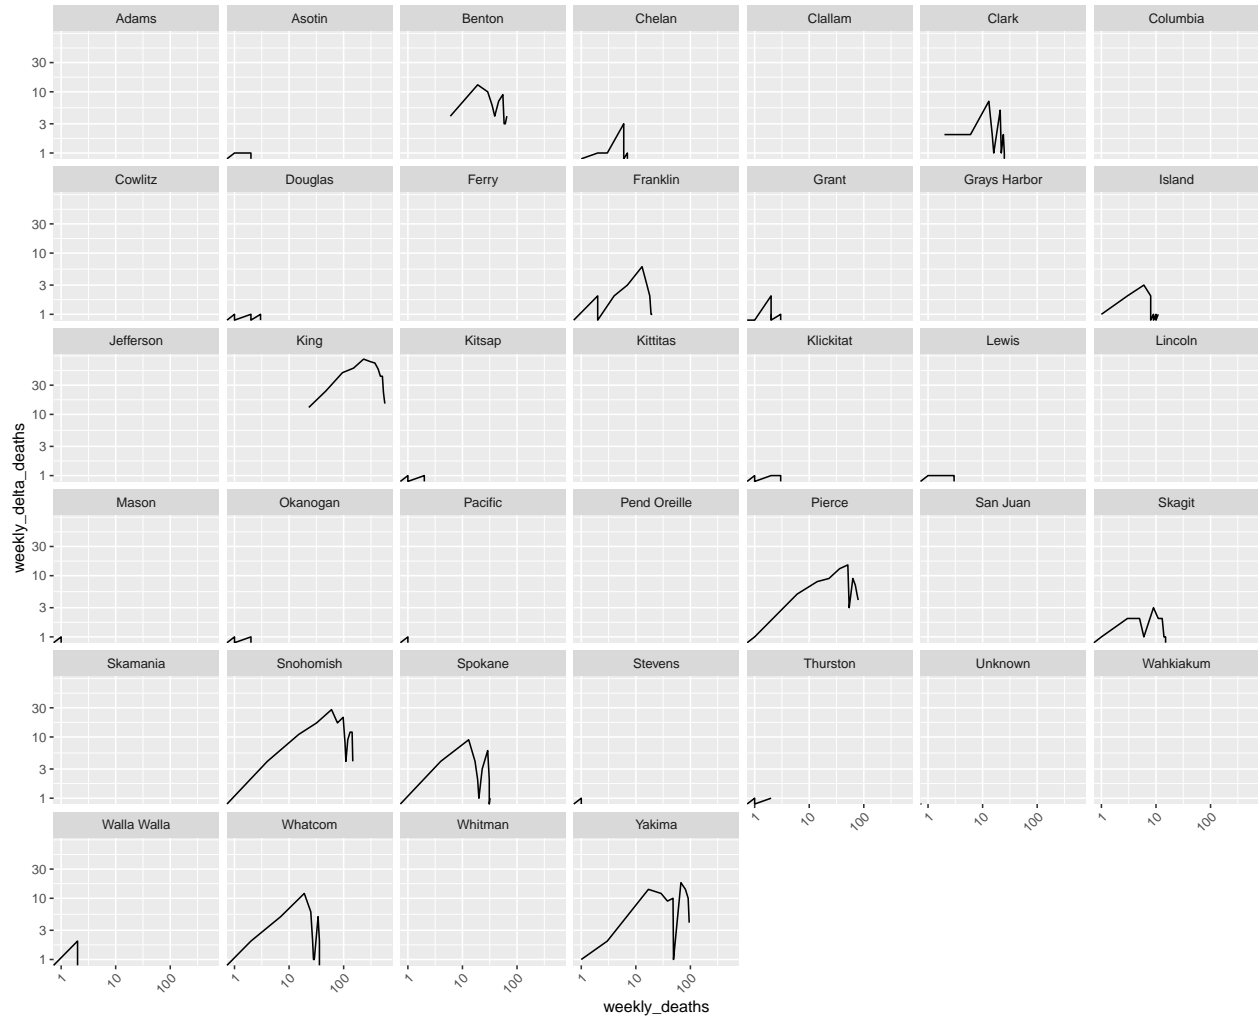 Adams Asotin Benton Chelan Clallam Clark Columbia
30
10
3
1
Cowlitz Douglas Ferry Franklin Grant Grays Harbor Island
30
10
3
1
Jefferson King Kitsap Kittitas Klickitat Lewis Lincoln
30
10
3
1
weekly_delta_deaths
Mason Okanogan Pacific Pend Oreille Pierce San Juan Skagit
30
10
3
1
Skamania Snohomish Spokane Stevens Thurston Unknown Wahkiakum
30
10
3
1
1 10 100 1 10 100 1 10 100
Walla Walla Whatcom Whitman Yakima
30
10
3
1
1 10 100 1 10 100 1 10 100 1 10 100
weekly_deaths